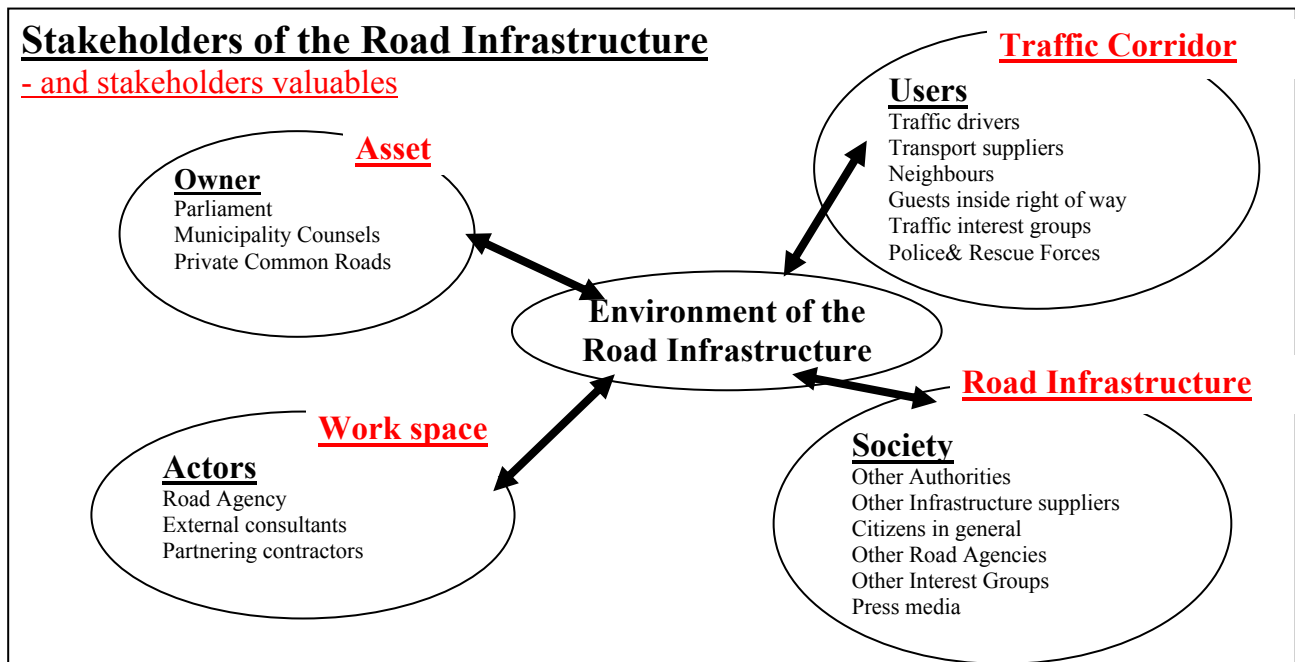 Stakeholders of the Road Infrastructure
- and stakeholders valuables
Asset
Owner
Parliament
Municipality Counsels
Private Common Roads
Traffic Corridor
Users
Traffic drivers
Transport suppliers
Neighbours
Guests inside right of way
Traffic interest groups
Police& Rescue Forces
Environment of the
Road Infrastructure
Work space
Actors
Road Agency
External consultants
Partnering contractors
Road Infrastructure
Society
Other Authorities
Other Infrastructure suppliers
Citizens in general
Other Road Agencies
Other Interest Groups
Press media